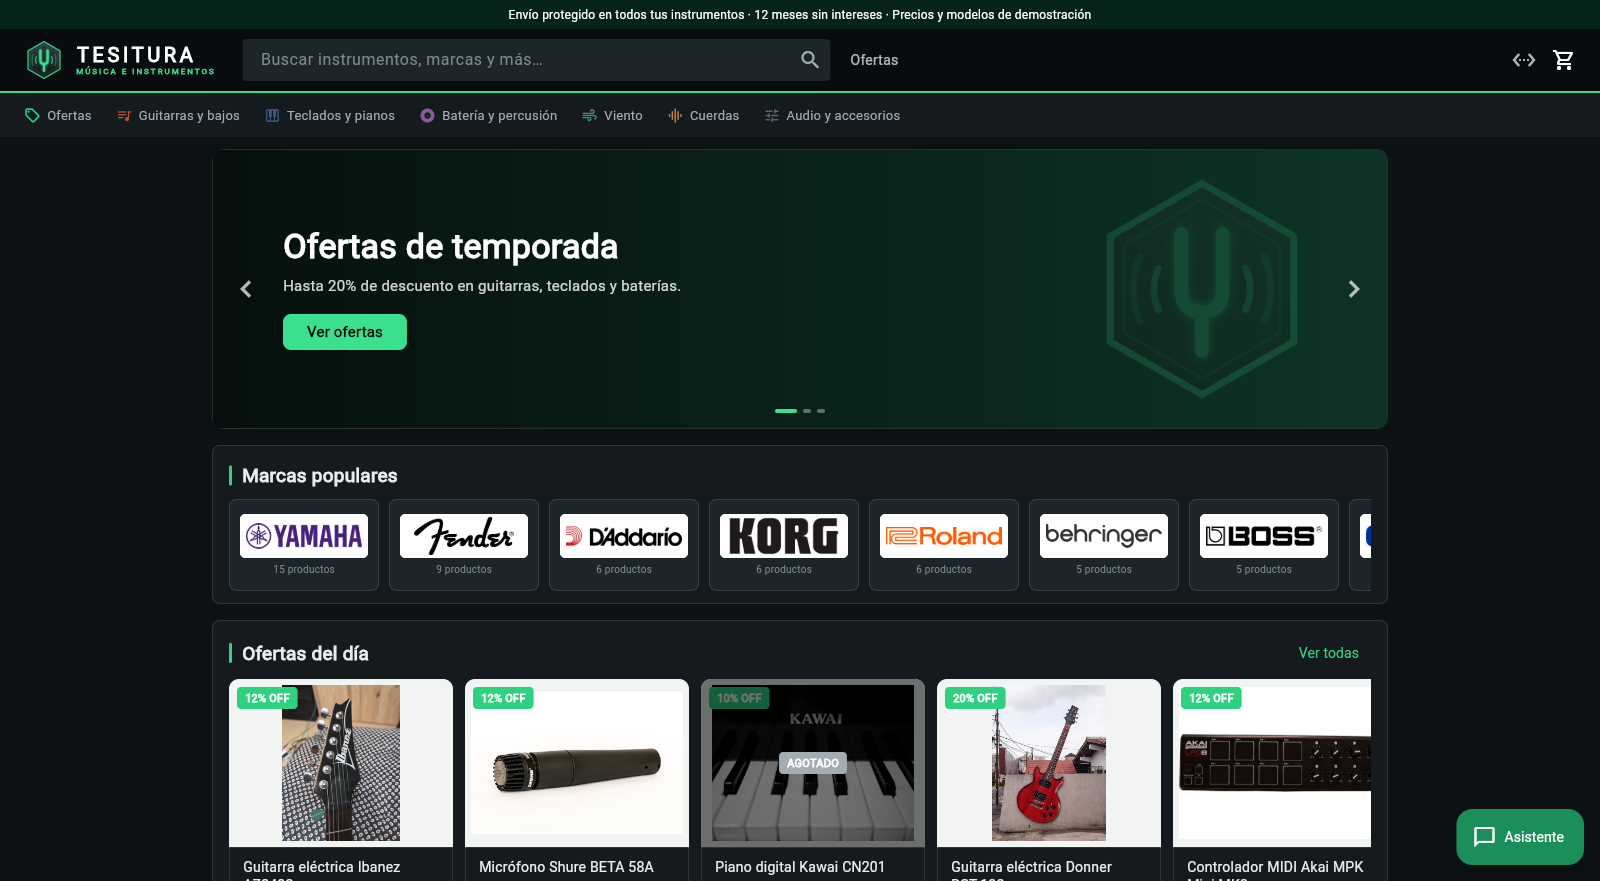 Envío protegido en todos tus instrumentos · 12 meses sin intereses · Precios y modelos de demostración
TESITURA
MÚSICA E INSTRUMENTOS
Buscar instrumentos, marcas y más...
Ofertas
Ofertas
Guitarras y bajos
Teclados y pianos
Batería y percusión
Viento
Cuerdas
Audio y accesorios
Ofertas de temporada
Hasta 20% de descuento en guitarras, teclados y baterías.
Ver ofertas
Marcas populares
YAMAHA
Fender
D'Addario
KORG
Roland
behringer
BOSS
15 productos
9 productos
6 productos
6 productos
6 productos
5 productos
5 productos
Ofertas del día
Ver todas
12% OFF
Ibanez
12% OFF
10% OFF
KAWAI
AGOTADO
20% OFF
12% OFF
AKAI
Guitarra eléctrica Ibanez
Micrófono Shure BETA 58A
Piano digital Kawai CN201
Guitarra eléctrica Donner
Controlador MIDI Akai MPK
Asistente